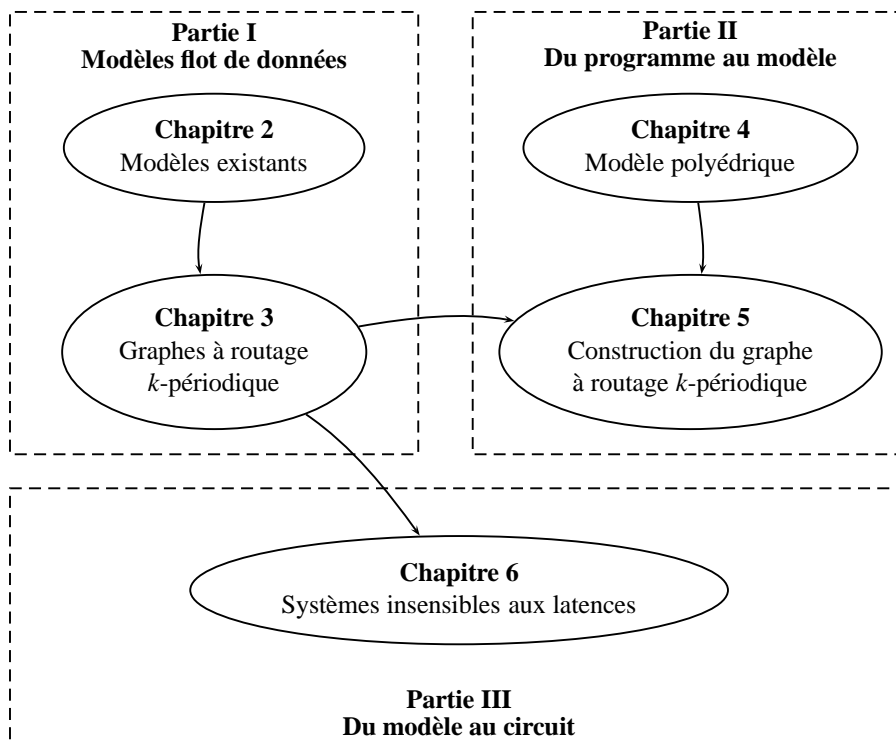 Partie I
Modèles flot de données
Chapitre 2
Modèles existants
Chapitre 3
Graphes à routage
k-périodique
Partie II
Du programme au modèle
Chapitre 4
Modèle polyédrique
Chapitre 5
Construction du graphe
à routage k-périodique
Chapitre 6
Systèmes insensibles aux latences
Partie III
Du modèle au circuit